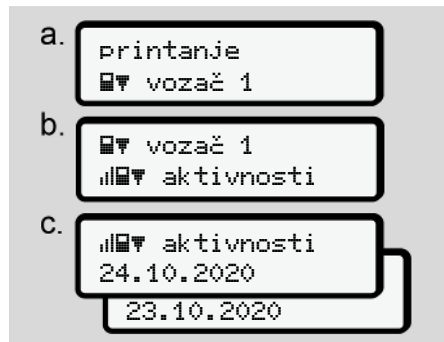 a.
printanje
vozač 1
b.
vozač 1
aktivnosti
c.
aktivnosti
24.10.2020
23.10.2020